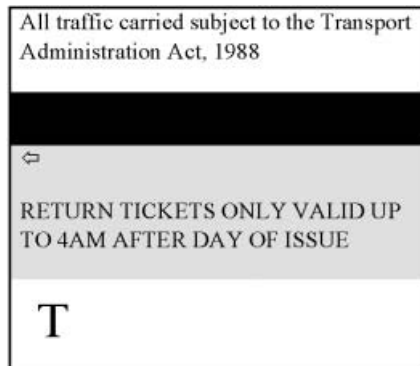 All traffic carried subject to the Transport
Administration Act, 1988
⇦
RETURN TICKETS ONLY VALID UP
TO 4AM AFTER DAY OF ISSUE
T